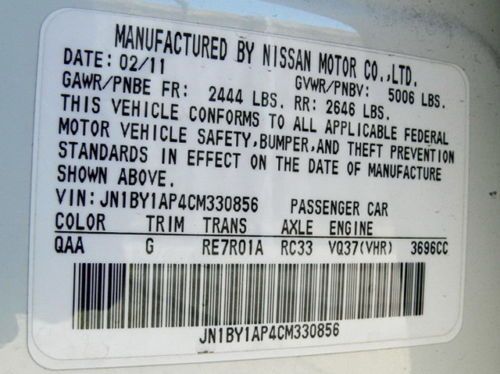 MANUFACTURED BY NISSAN MOTOR CO.,LTD.
DATE: 02/11 GVWR/PNBV: 5006 LBS.
GAWR/PNBE FR: 2444 LBS. RR: 2646 LBS.
THIS VEHICLE CONFORMS TO ALL APPLICABLE FEDERAL
MOTOR VEHICLE SAFETY,BUMPER,AND THEFT PREVENTION
STANDARDS IN EFFECT ON THE DATE OF MANUFACTURE
SHOWN ABOVE.
VIN:JN1BY1AP4CM330856 PASSENGER CAR
COLOR TRIM TRANS AXLE ENGINE
QAA G RE7R01A RC33 VQ37(VHR) 3696CC
JN1BY1AP4CM330856